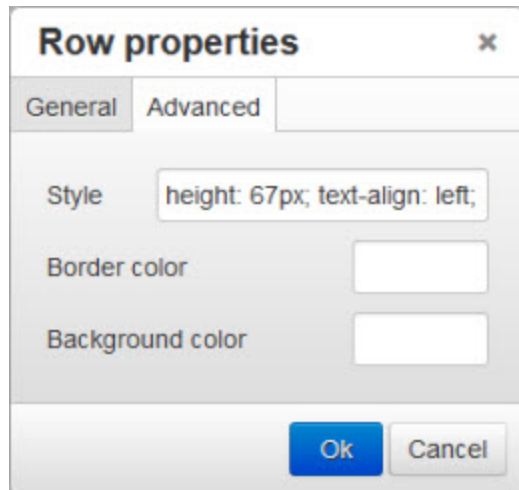 Row properties ×
General Advanced
Style height: 67px; text-align: left;
Border color
Background color
Ok Cancel